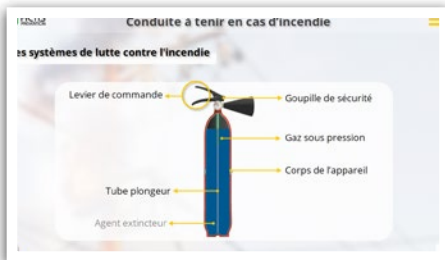 Conduite à tenir en cas d'incendie
es systèmes de lutte contre l'incendie
Levier de commande
Goupille de sécurité
Gaz sous pression
Corps de l'appareil
Tube plongeur
Agent extincteur